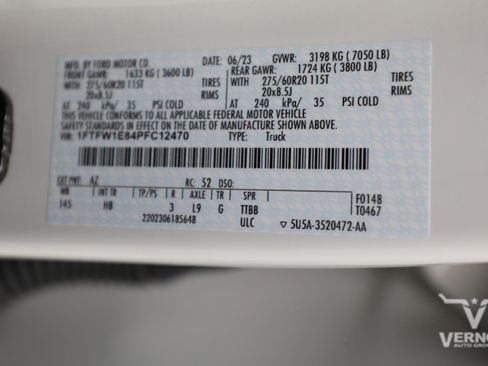 MFD. BY FORD MOTOR CO. DATE: 06/23 GVWR: 3198 KG (7050 LB)
FRONT GAWR: 1633 KG (3600 LB) REAR GAWR: 1724 KG (3800 LB)
WITH 275/60R20 115T TIRES WITH 275/60R20 115T TIRES
20x8.5J RIMS 20x8.5J RIMS
AT 240 kPa/ 35 PSI COLD AT 240 kPa/ 35 PSI COLD
THIS VEHICLE CONFORMS TO ALL APPLICABLE FEDERAL MOTOR VEHICLE
SAFETY STANDARDS IN EFFECT ON THE DATE OF MANUFACTURE SHOWN ABOVE.
VIN: 1FTFW1E84PFC12470 TYPE: Truck
EXT PNT: AZ RC: 52 DSO:
WB INT TR TP/PS R AXLE TR SPR F0148
145 HB 3 L9 G TTBB T0467
2202306185648 ULC 5U5A-3520472-AA
VERNO
AUTO GRO